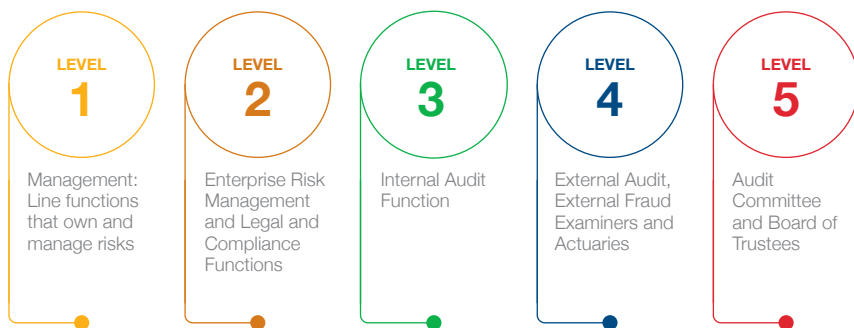 LEVEL
1
Management:
Line functions
that own and
manage risks
LEVEL
2
Enterprise Risk
Management
and Legal and
Compliance
Functions
LEVEL
3
Internal Audit
Function
LEVEL
4
External Audit,
External Fraud
Examiners and
Actuaries
LEVEL
5
Audit
Committee
and Board of
Trustees